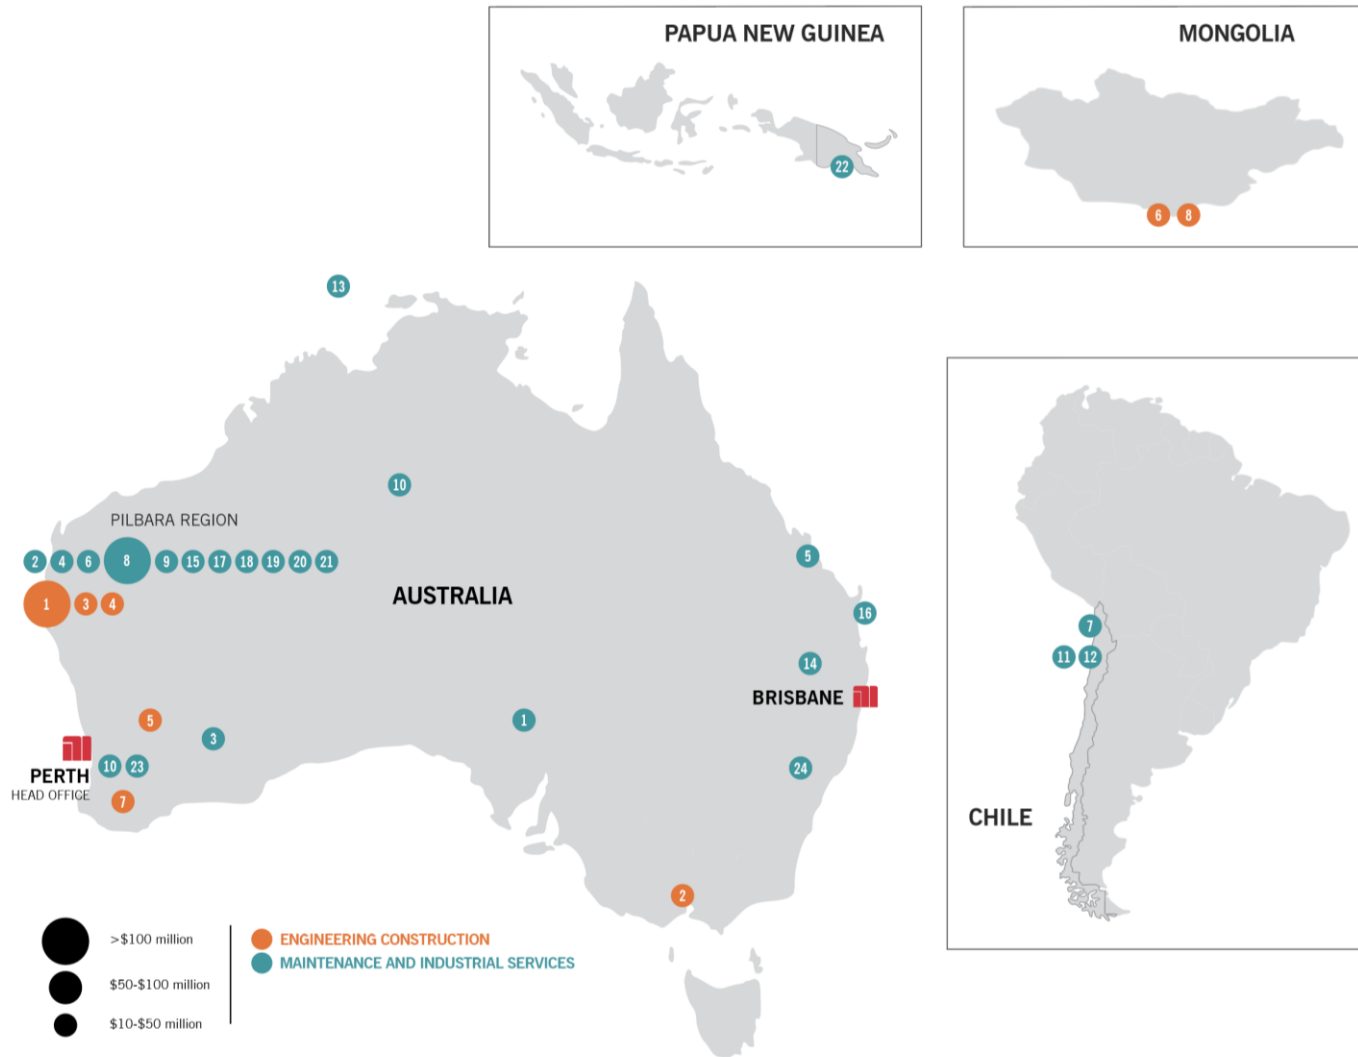 PAPUA NEW GUINEA
22
MONGOLIA
6 8
13
10
PILBARA REGION
2 4 6 8 9 15 17 18 19 20 21
1 3 4
AUSTRALIA
5
16
14
BRISBANE
5
3
1
PERTH
HEAD OFFICE
10 23
7
24
2
7
11 12
CHILE
>$100 million
$50-$100 million
$10-$50 million
ENGINEERING CONSTRUCTION
MAINTENANCE AND INDUSTRIAL SERVICES